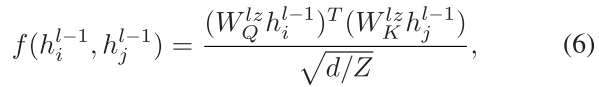 f(h_i^{l-1}, h_j^{l-1}) = \frac{(W_Q^{lz} h_i^{l-1})^T (W_K^{lz} h_j^{l-1})}{\sqrt{d/Z}}, (6)